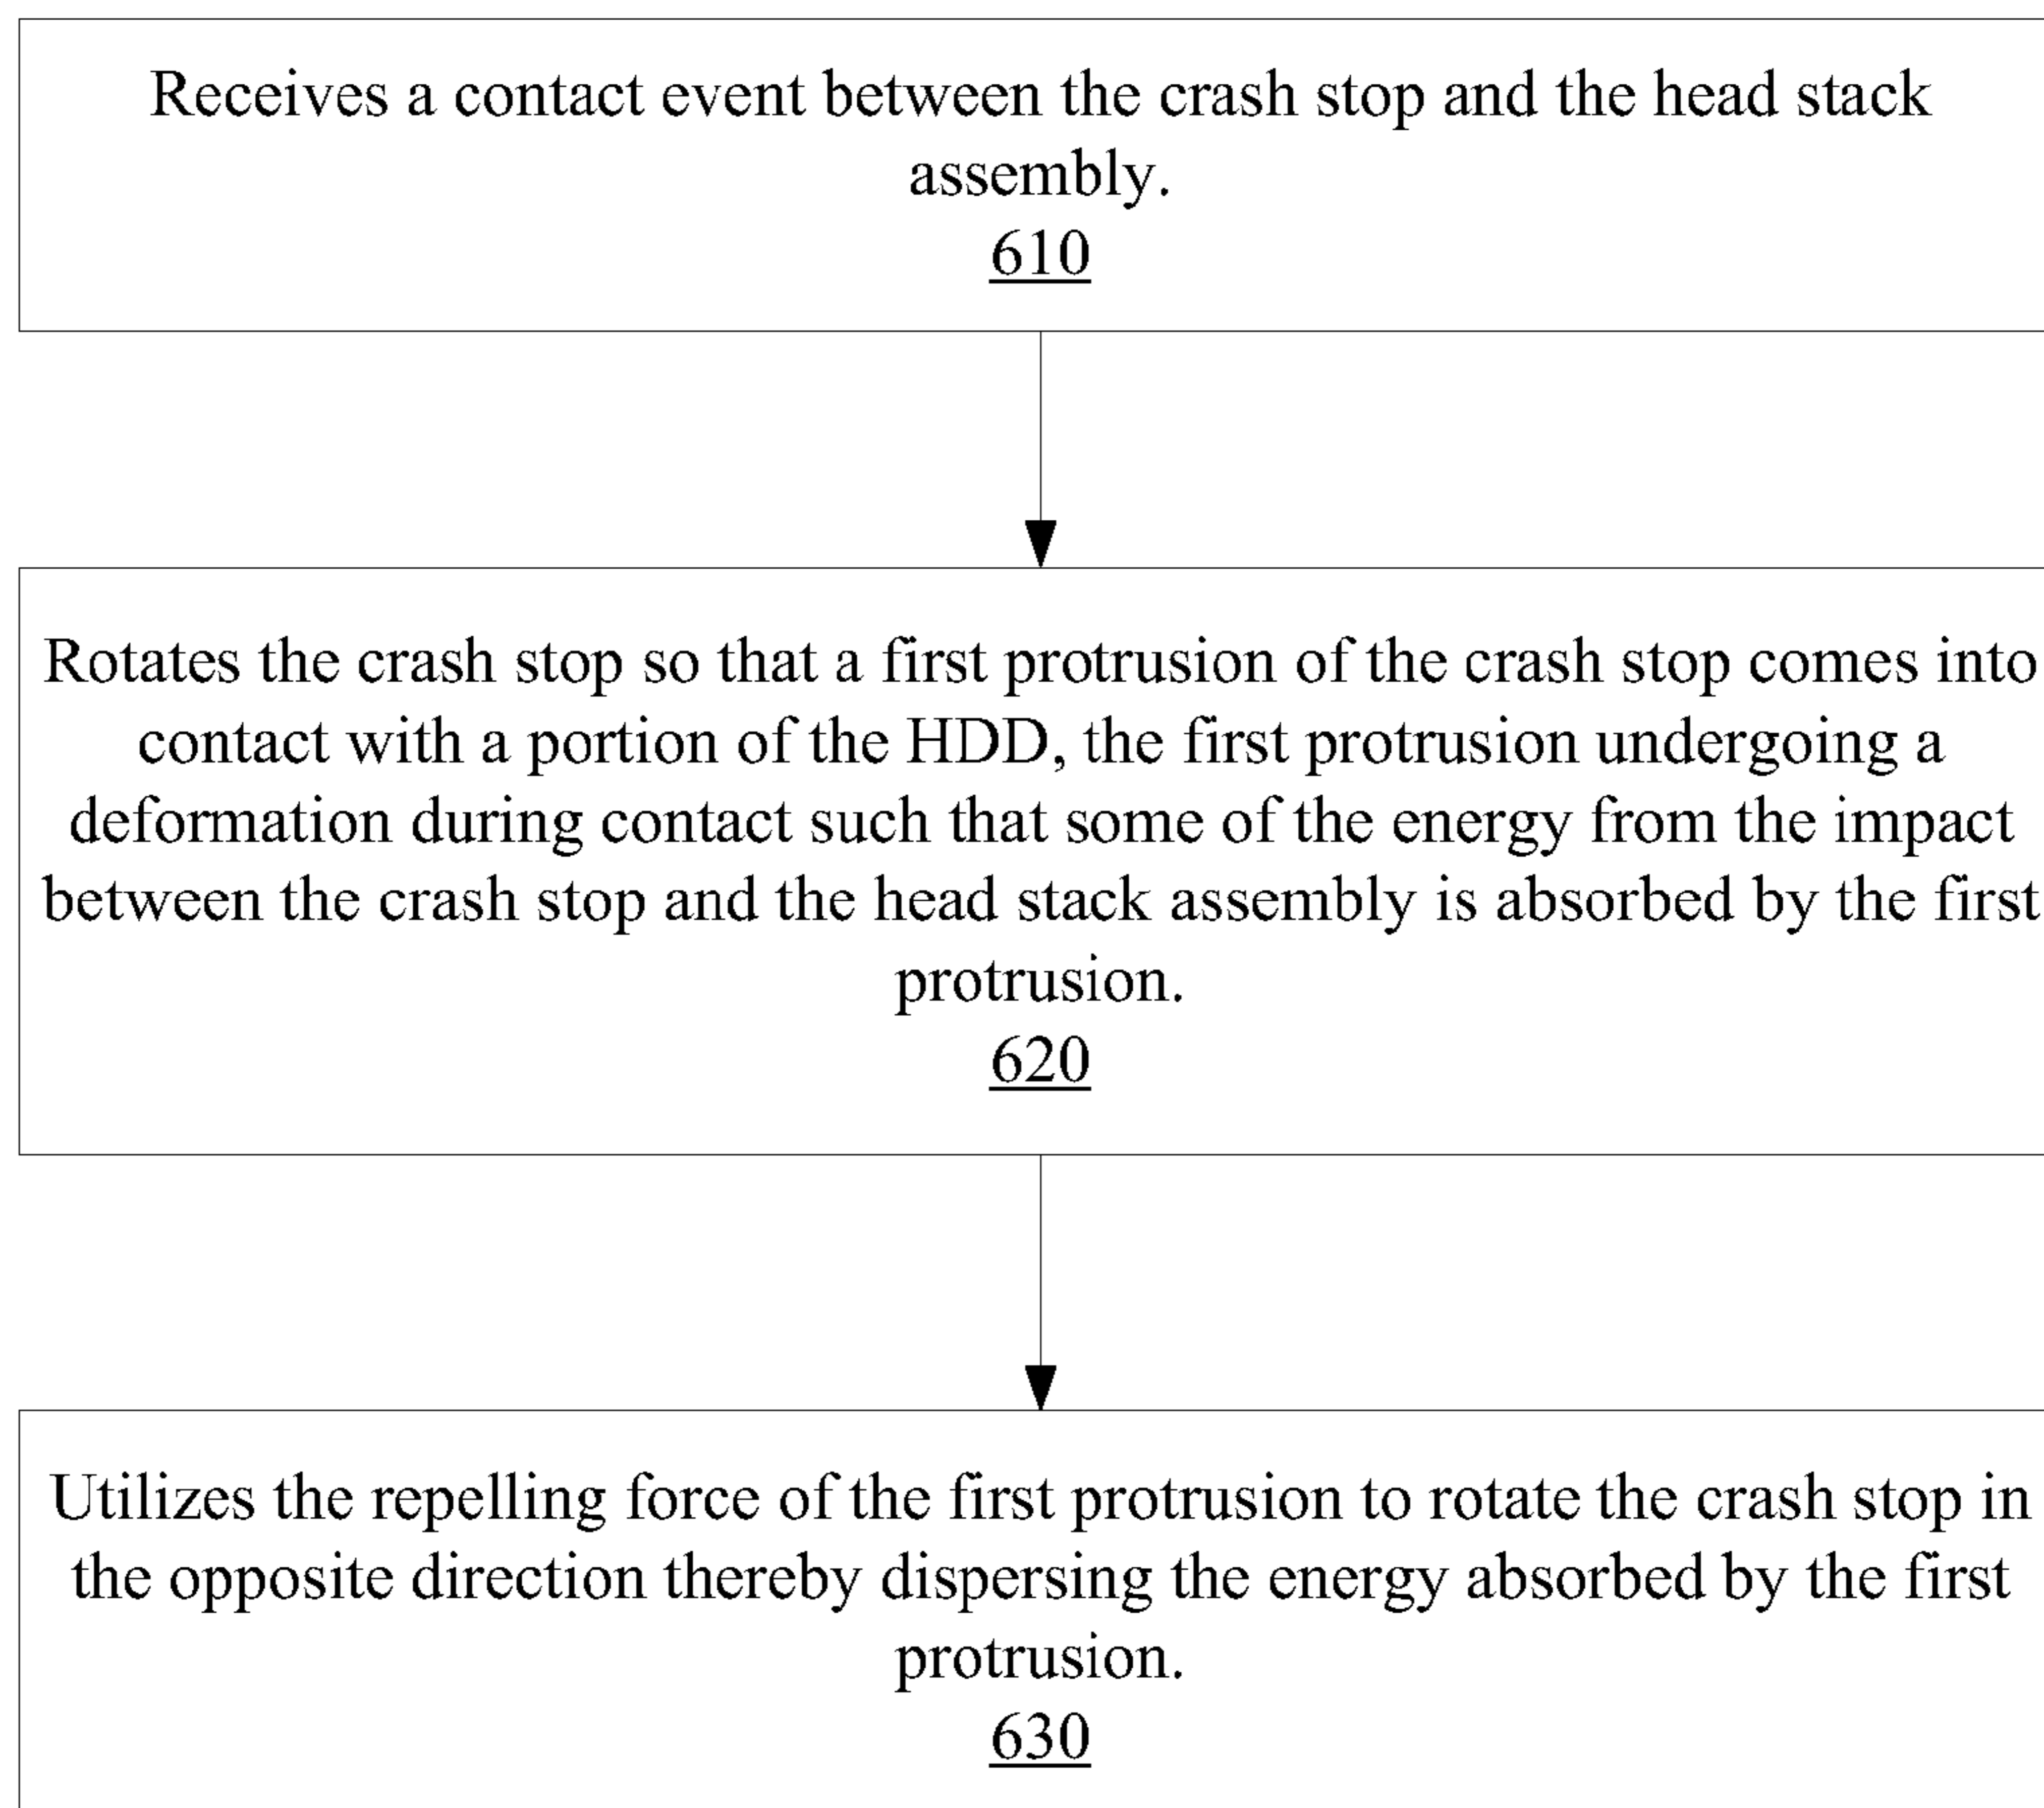 Receives a contact event between the crash stop and the head stack
assembly.
610
Rotates the crash stop so that a first protrusion of the crash stop comes into
contact with a portion of the HDD, the first protrusion undergoing a
deformation during contact such that some of the energy from the impact
between the crash stop and the head stack assembly is absorbed by the first
protrusion.
620
Utilizes the repelling force of the first protrusion to rotate the crash stop in
the opposite direction thereby dispersing the energy absorbed by the first
protrusion.
630